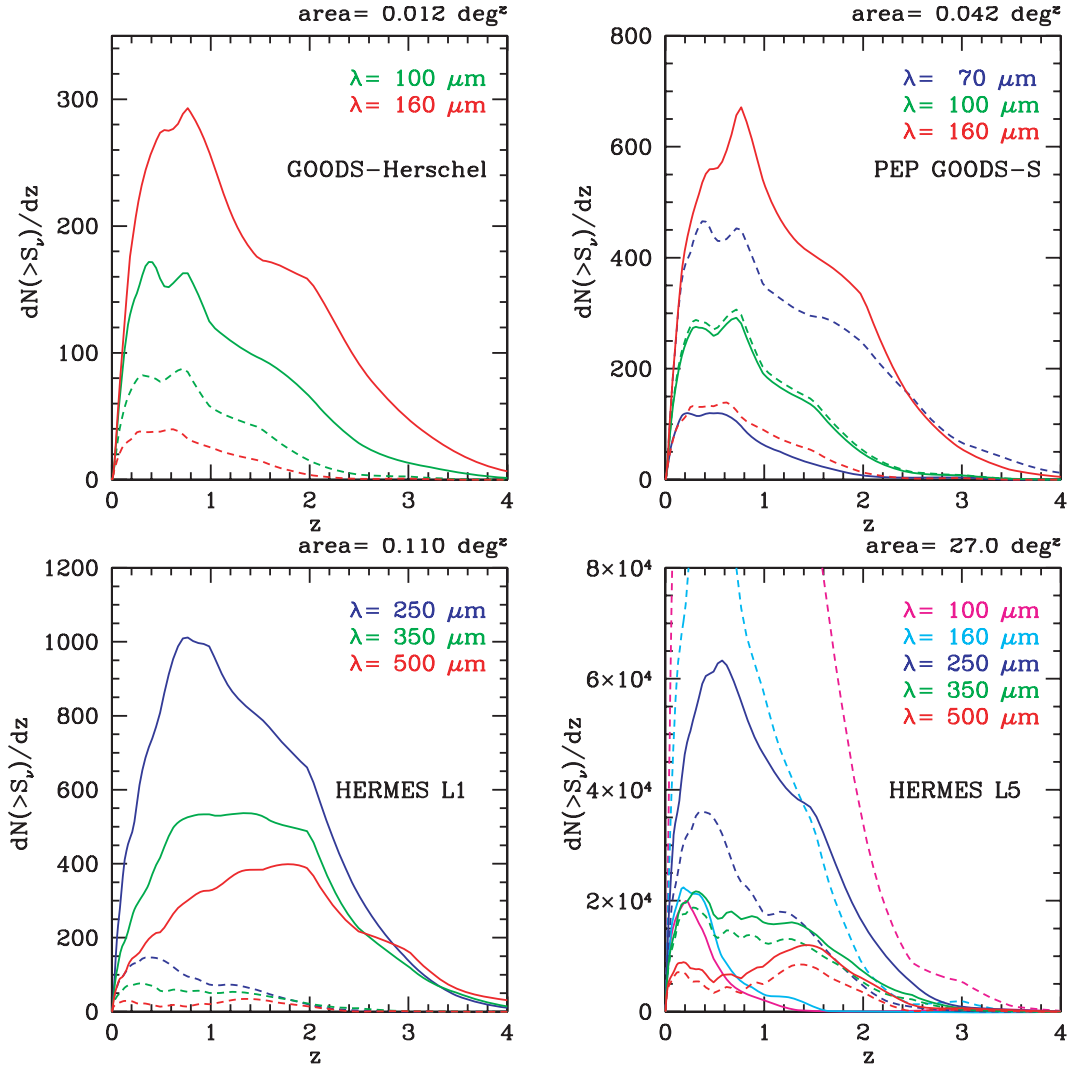 area= 0.012 deg²
λ= 100 μm
λ= 160 μm
GOODS-Herschel
dN(>Sν)/dz
300
200
100
0
0 1 2 3 4
z
area= 0.042 deg²
λ= 70 μm
λ= 100 μm
λ= 160 μm
PEP GOODS-S
dN(>Sν)/dz
800
600
400
200
0
0 1 2 3 4
z
area= 0.110 deg²
λ= 250 μm
λ= 350 μm
λ= 500 μm
HERMES L1
dN(>Sν)/dz
1200
1000
800
600
400
200
0
0 1 2 3 4
z
area= 27.0 deg²
λ= 100 μm
λ= 160 μm
λ= 250 μm
λ= 350 μm
λ= 500 μm
HERMES L5
dN(>Sν)/dz
8×10⁴
6×10⁴
4×10⁴
2×10⁴
0
0 1 2 3 4
z